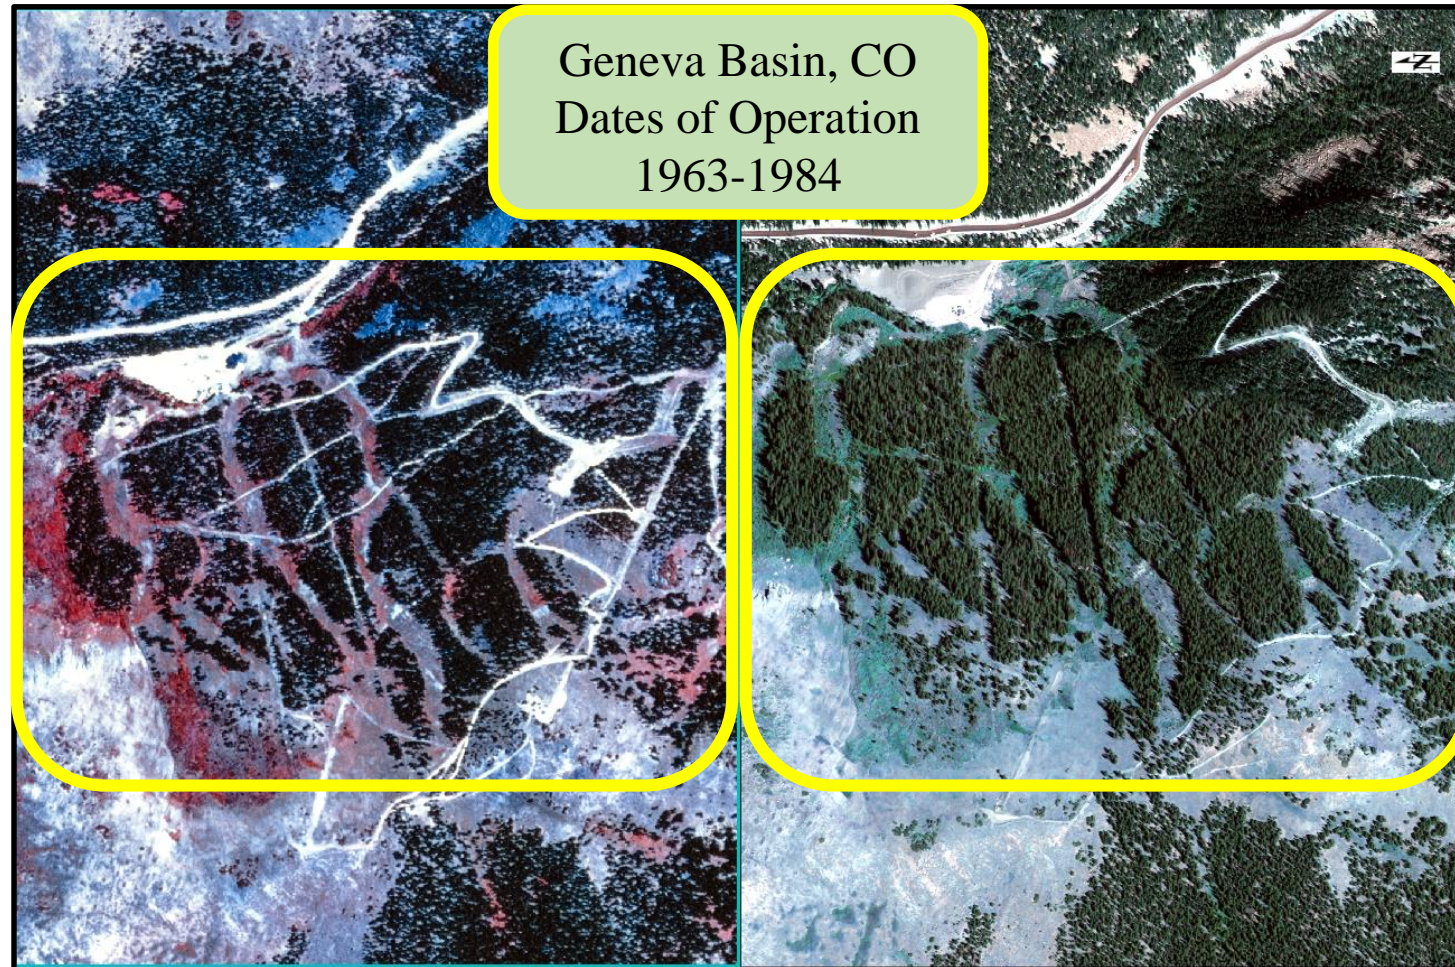 Geneva Basin, CO
Dates of Operation
1963-1984
Z